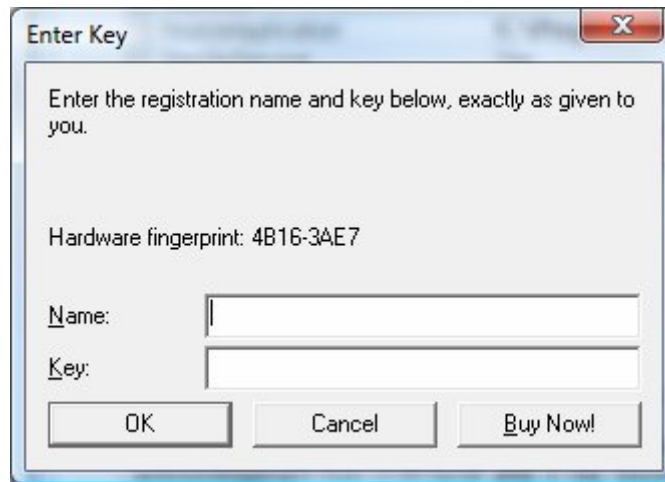 Enter Key
Enter the registration name and key below, exactly as given to
you.
Hardware fingerprint: 4B16-3AE7
Name:
Key:
OK Cancel Buy Now!